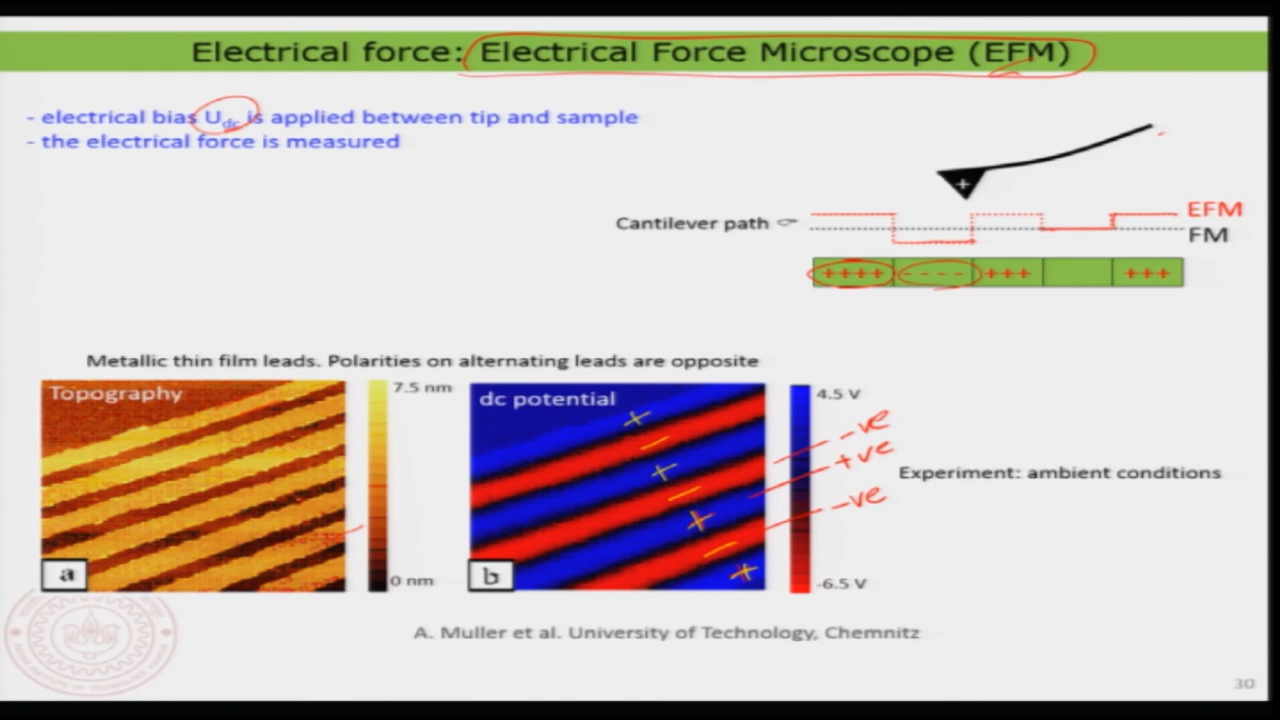 Electrical force: Electrical Force Microscope (EFM)
- electrical bias Udc is applied between tip and sample
- the electrical force is measured
+
Cantilever path
EFM
FM
++++ - - - - +++ +++
Metallic thin film leads. Polarities on alternating leads are opposite
Topography
7.5 nm
0 nm
a
dc potential
4.5 V
-6.5 V
b
+
−
+
−
+
−
+
-ve
+ve
-ve
Experiment: ambient conditions
A. Muller et al. University of Technology, Chemnitz
30